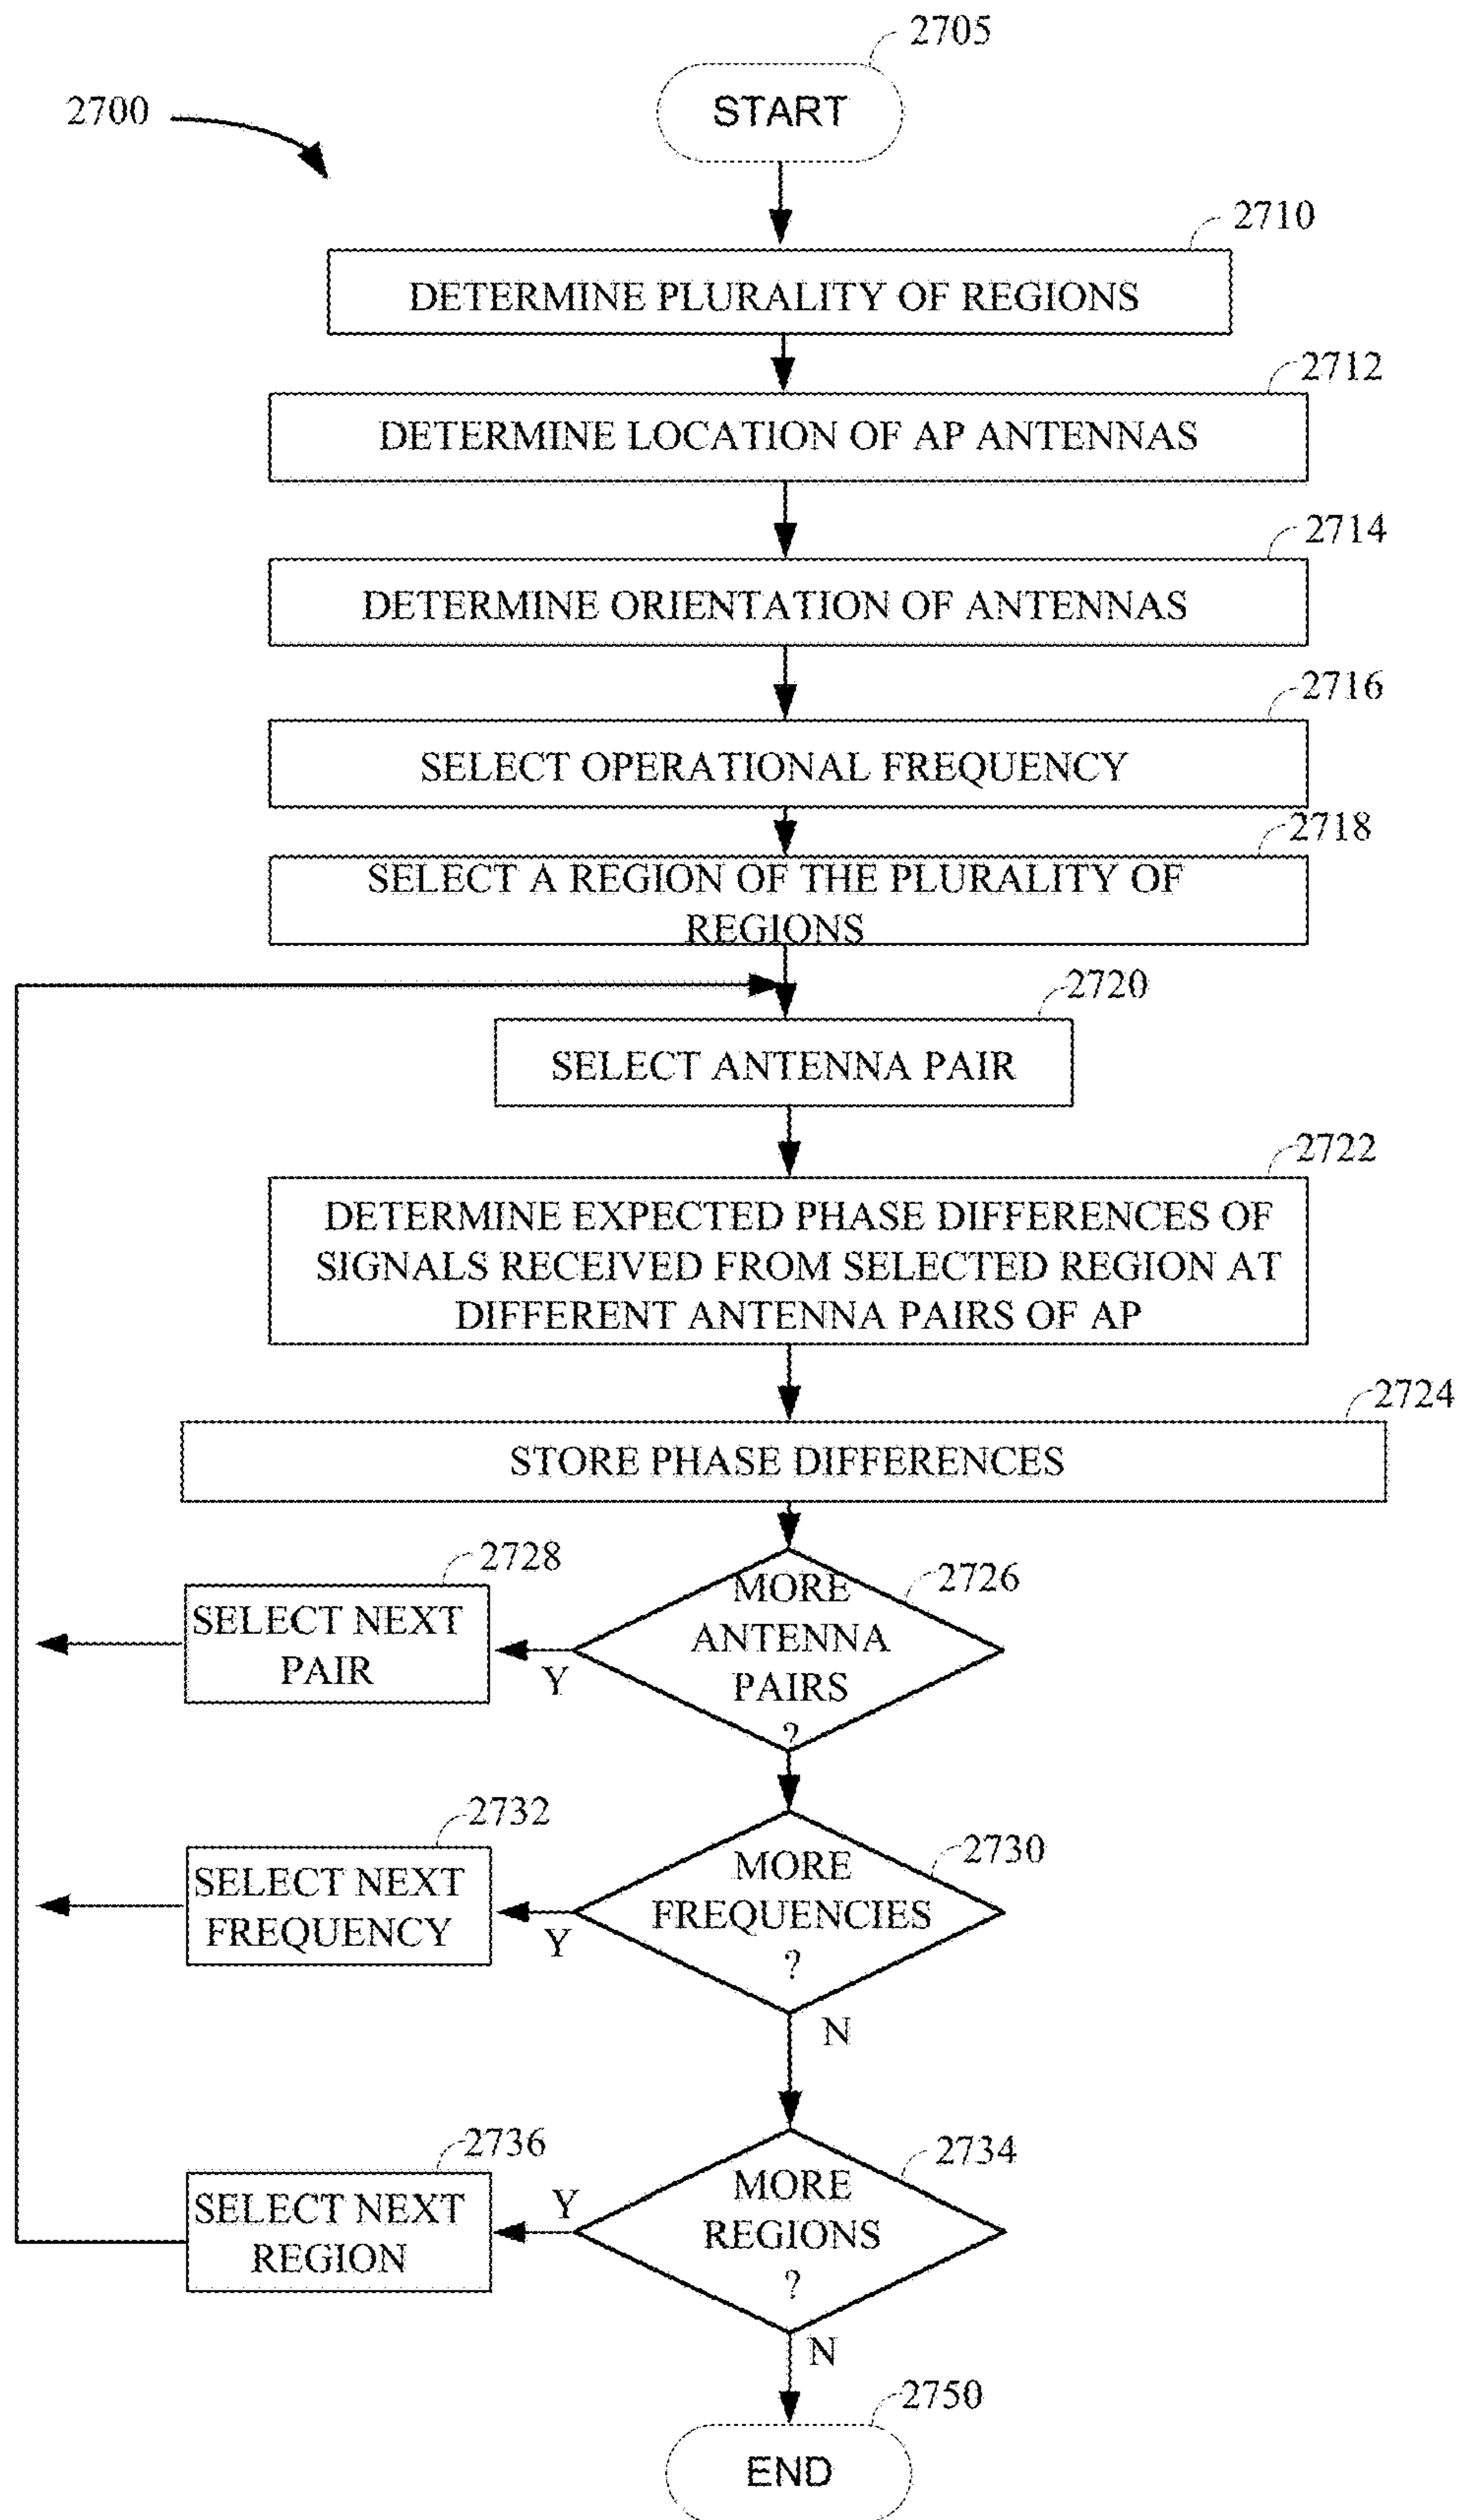 2705
START
2700
2710
DETERMINE PLURALITY OF REGIONS
2712
DETERMINE LOCATION OF AP ANTENNAS
2714
DETERMINE ORIENTATION OF ANTENNAS
2716
SELECT OPERATIONAL FREQUENCY
2718
SELECT A REGION OF THE PLURALITY OF
REGIONS
2720
SELECT ANTENNA PAIR
2722
DETERMINE EXPECTED PHASE DIFFERENCES OF
SIGNALS RECEIVED FROM SELECTED REGION AT
DIFFERENT ANTENNA PAIRS OF AP
2724
STORE PHASE DIFFERENCES
2728
SELECT NEXT
PAIR
Y
2726
MORE
ANTENNA
PAIRS
?
2732
SELECT NEXT
FREQUENCY
Y
2730
MORE
FREQUENCIES
?
N
2736
SELECT NEXT
REGION
Y
2734
MORE
REGIONS
?
N
2750
END